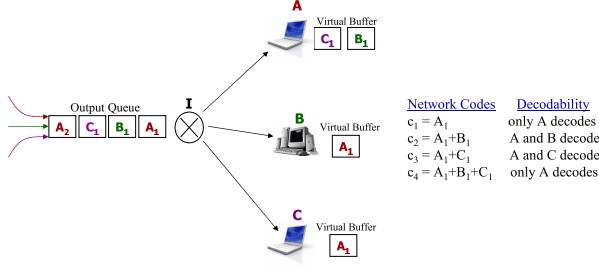 A
Virtual Buffer
C1 B1
I
Output Queue
A2 C1 B1 A1
B
Virtual Buffer
A1
C
Virtual Buffer
A1
Network Codes Decodability
c1 = A1 only A decodes
c2 = A1+B1 A and B decode
c3 = A1+C1 A and C decode
c4 = A1+B1+C1 only A decodes